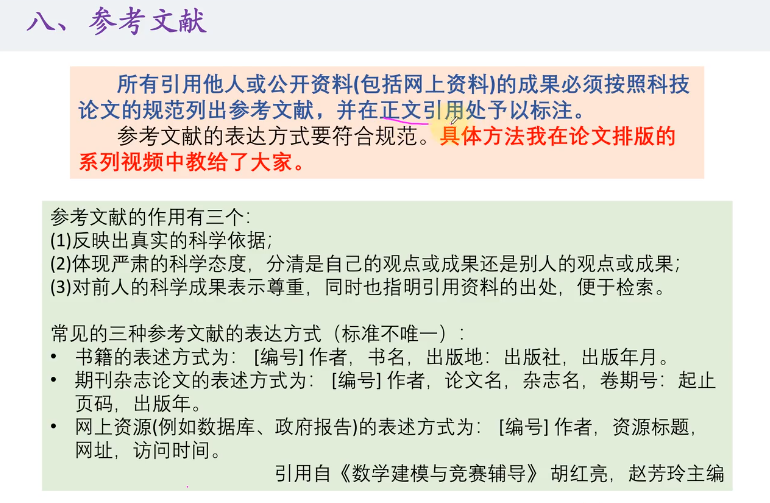 八、参考文献
所有引用他人或公开资料(包括网上资料)的成果必须按照科技
论文的规范列出参考文献，并在正文引用处予以标注。
参考文献的表达方式要符合规范。具体方法我在论文排版的
系列视频中教给了大家。
参考文献的作用有三个：
(1)反映出真实的科学依据；
(2)体现严肃的科学态度，分清是自己的观点或成果还是别人的观点或成果；
(3)对前人的科学成果表示尊重，同时也指明引用资料的出处，便于检索。
常见的三种参考文献的表达方式（标准不唯一）：
• 书籍的表述方式为： [编号] 作者，书名，出版地：出版社，出版年月。
• 期刊杂志论文的表述方式为： [编号] 作者，论文名，杂志名，卷期号：起止
页码，出版年。
• 网上资源(例如数据库、政府报告)的表述方式为： [编号] 作者，资源标题，
网址，访问时间。
引用自《数学建模与竞赛辅导》 胡红亮，赵芳玲主编